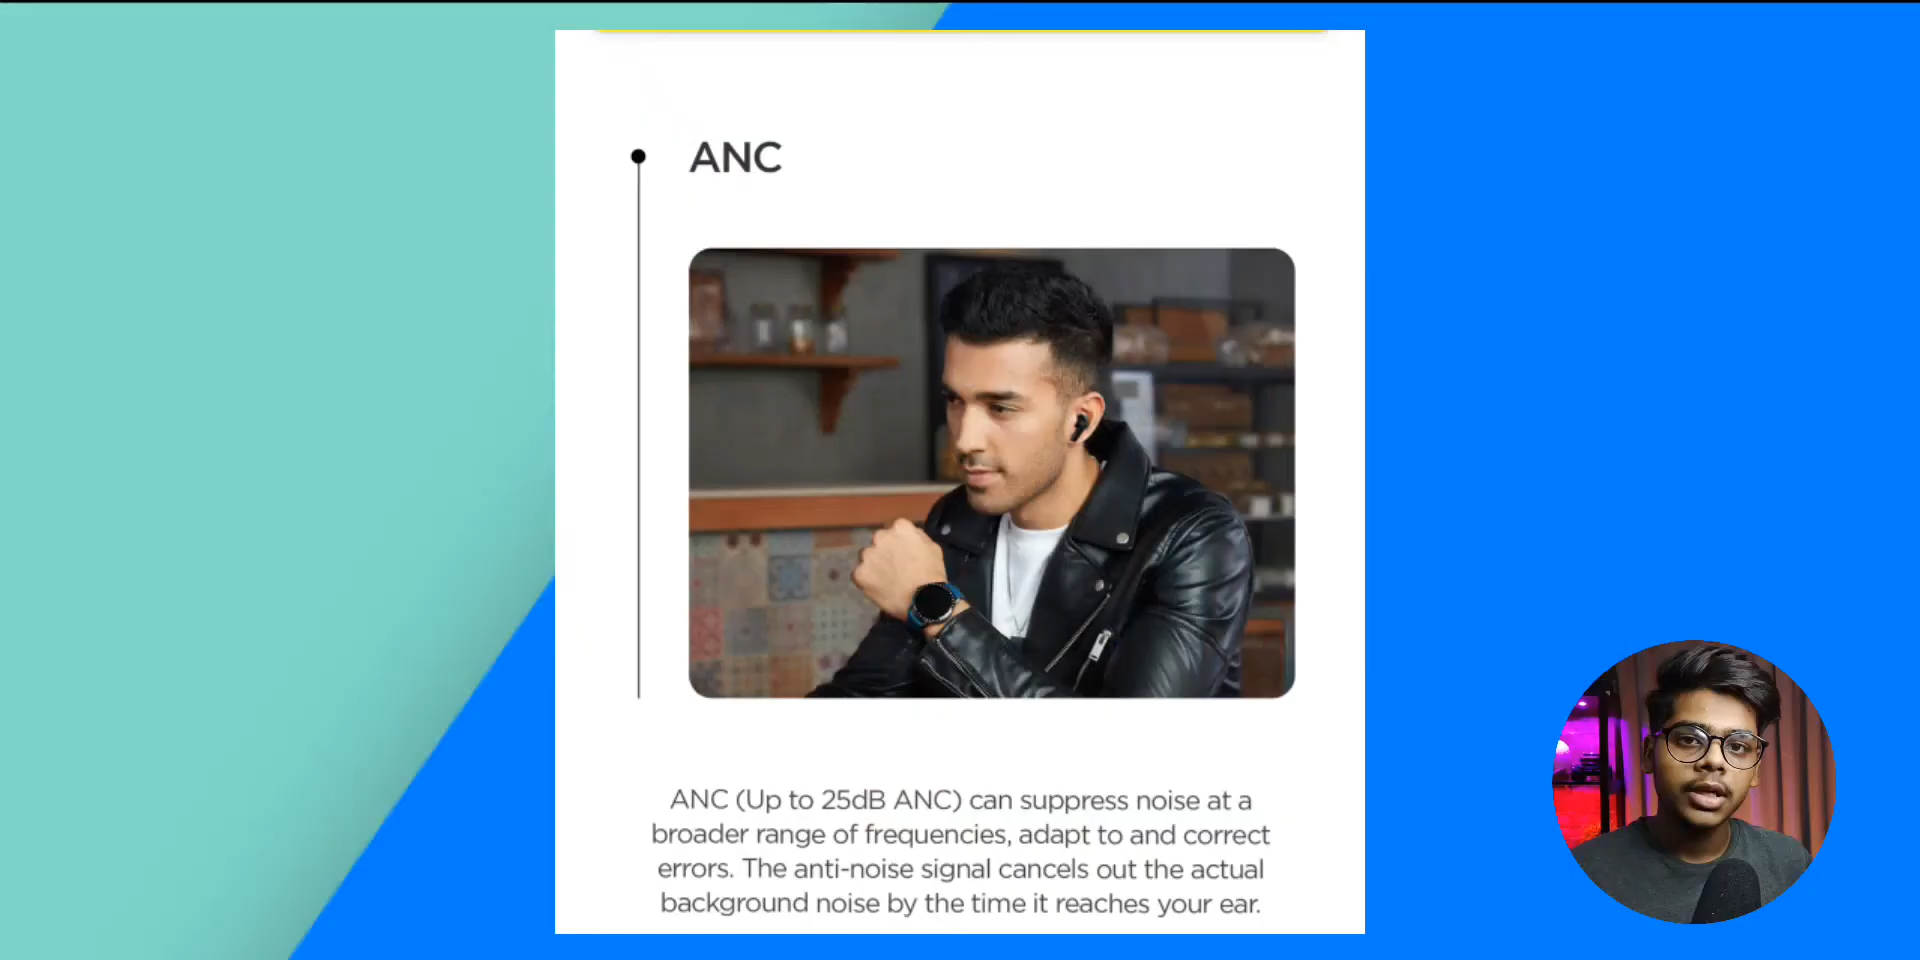 ANC
ANC (Up to 25dB ANC) can suppress noise at a
broader range of frequencies, adapt to and correct
errors. The anti-noise signal cancels out the actual
background noise by the time it reaches your ear.